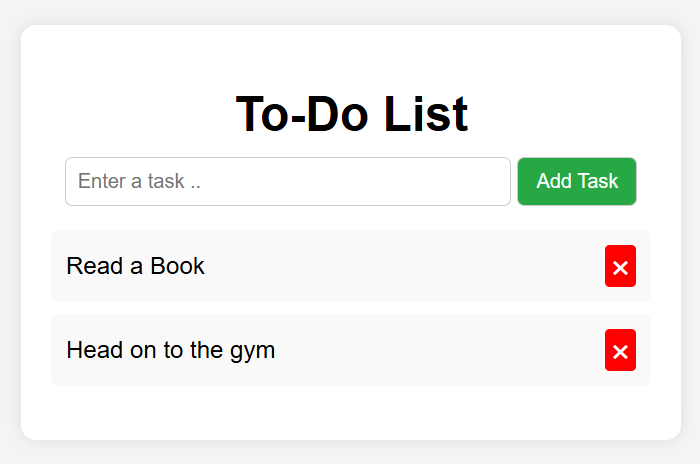 To-Do List
Enter a task ..
Add Task
Read a Book
×
Head on to the gym
×